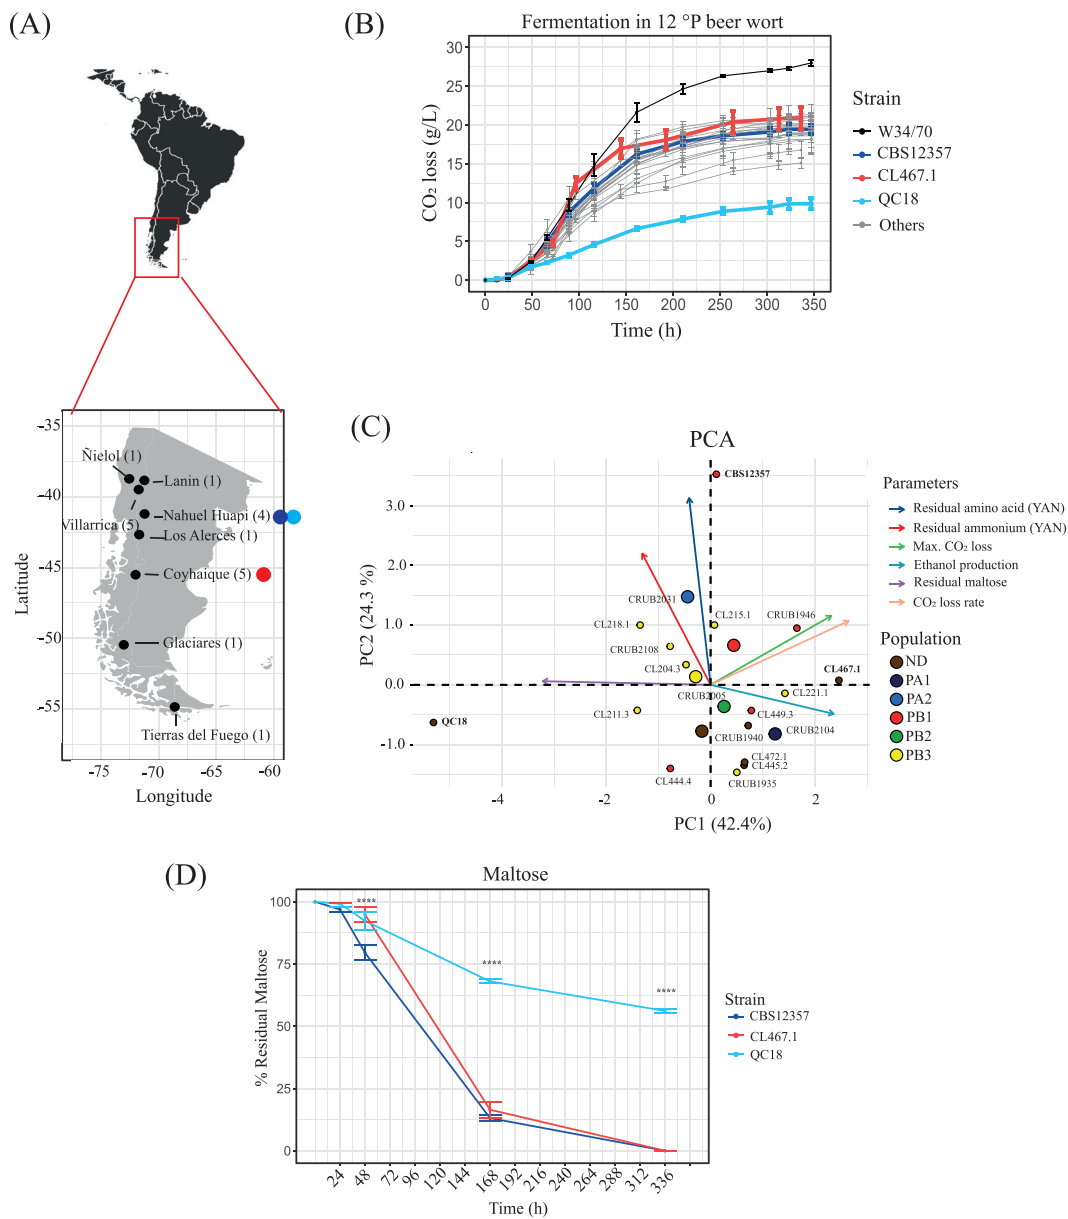 (A)
-35
-40
-45
-50
-55
Latitude
Ñielol (1)
Lanin (1)
Villarrica (5)
Nahuel Huapi (4)
Los Alerces (1)
Coyhaique (5)
Glaciares (1)
Tierras del Fuego (1)
-75 -70 -65 -60
Longitude
(B)
Fermentation in 12 °P beer wort
30
25
20
15
10
5
0
CO₂ loss (g/L)
0 50 100 150 200 250 300 350
Time (h)
Strain
W34/70
CBS12357
CL467.1
QC18
Others
(C)
PCA
3.0
2.0
1.0
0.0
-1.0
PC2 (24.3 %)
CBS12357
CRUB2031
CL218.1
CL215.1
CRUB1946
CRUB2108
CL204.3
CL467.1
CRUB2005
CL221.1
CL211.3
CL449.3
QC18
CRUB1940
CRUB2104
CL472.1
CL445.2
CL444.4
CRUB1935
-4 -2 0 2
PC1 (42.4%)
Parameters
Residual amino acid (YAN)
Residual ammonium (YAN)
Max. CO₂ loss
Ethanol production
Residual maltose
CO₂ loss rate
Population
ND
PA1
PA2
PB1
PB2
PB3
(D)
Maltose
100
75
50
25
0
% Residual Maltose
****
****
****
24 48 72 96 120 144 168 192 216 240 264 288 312 336
Time (h)
Strain
CBS12357
CL467.1
QC18